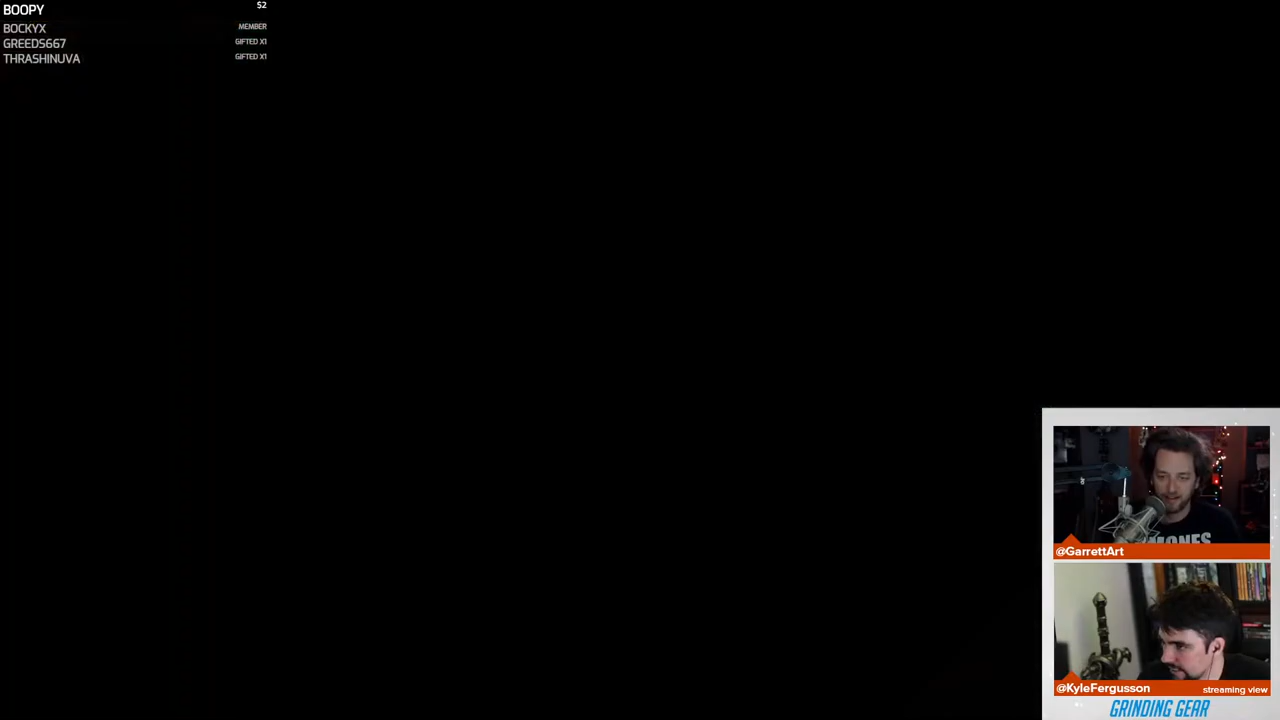 BOOPY $2
BOCKYX MEMBER
GREEDS667 GIFTED X1
THRASHINUVA GIFTED X1
@GarrettArt
@KyleFergusson streaming view
GRINDING GEAR